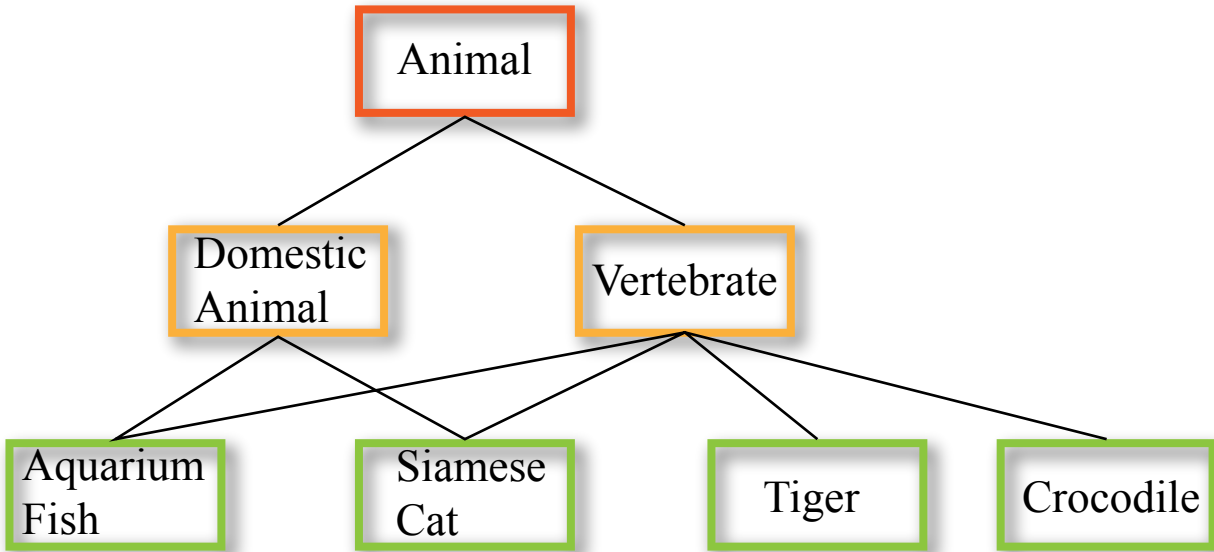 Animal
Domestic
Animal
Vertebrate
Aquarium
Fish
Siamese
Cat
Tiger
Crocodile